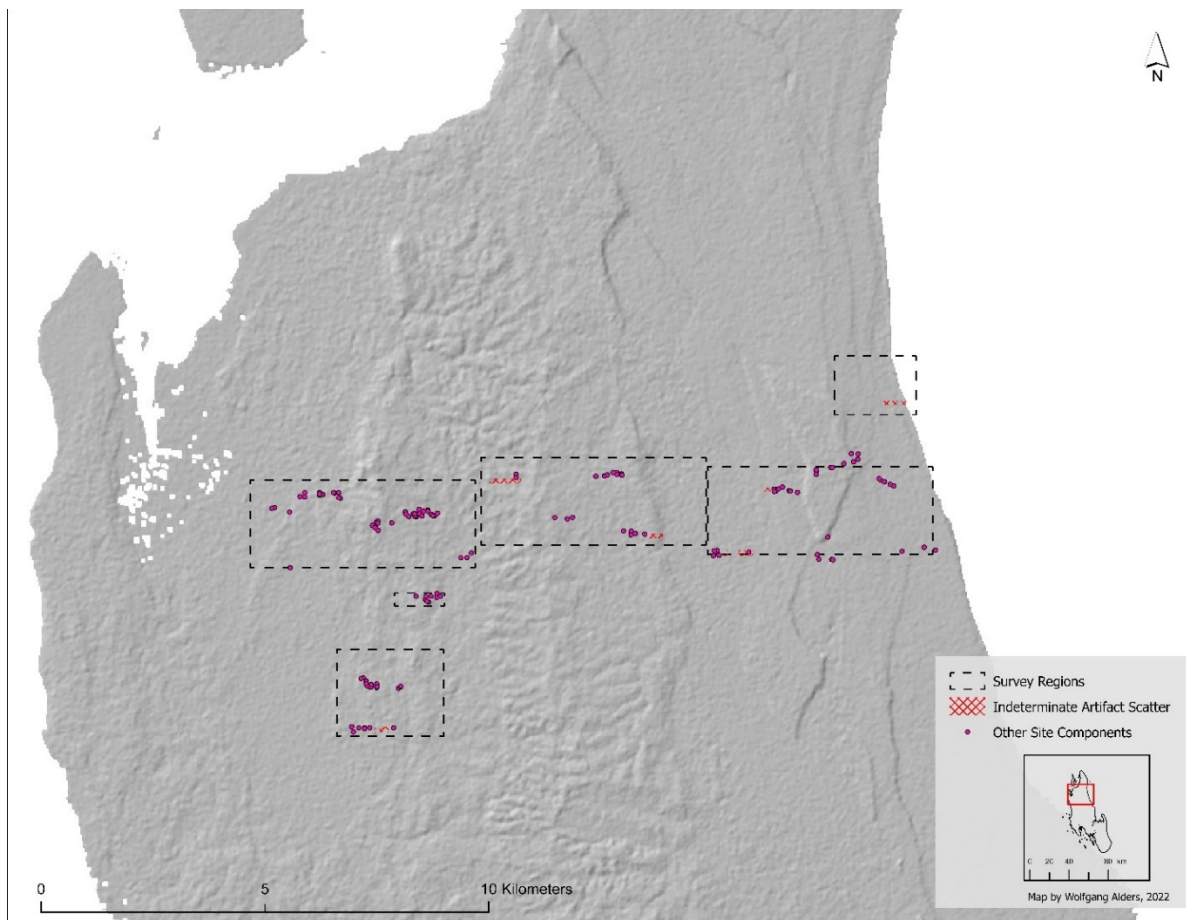 N
Survey Regions
Indeterminate Artifact Scatter
Other Site Components
0 20 40 80 km
Map by Wolfgang Alders, 2022
0 5 10 Kilometers